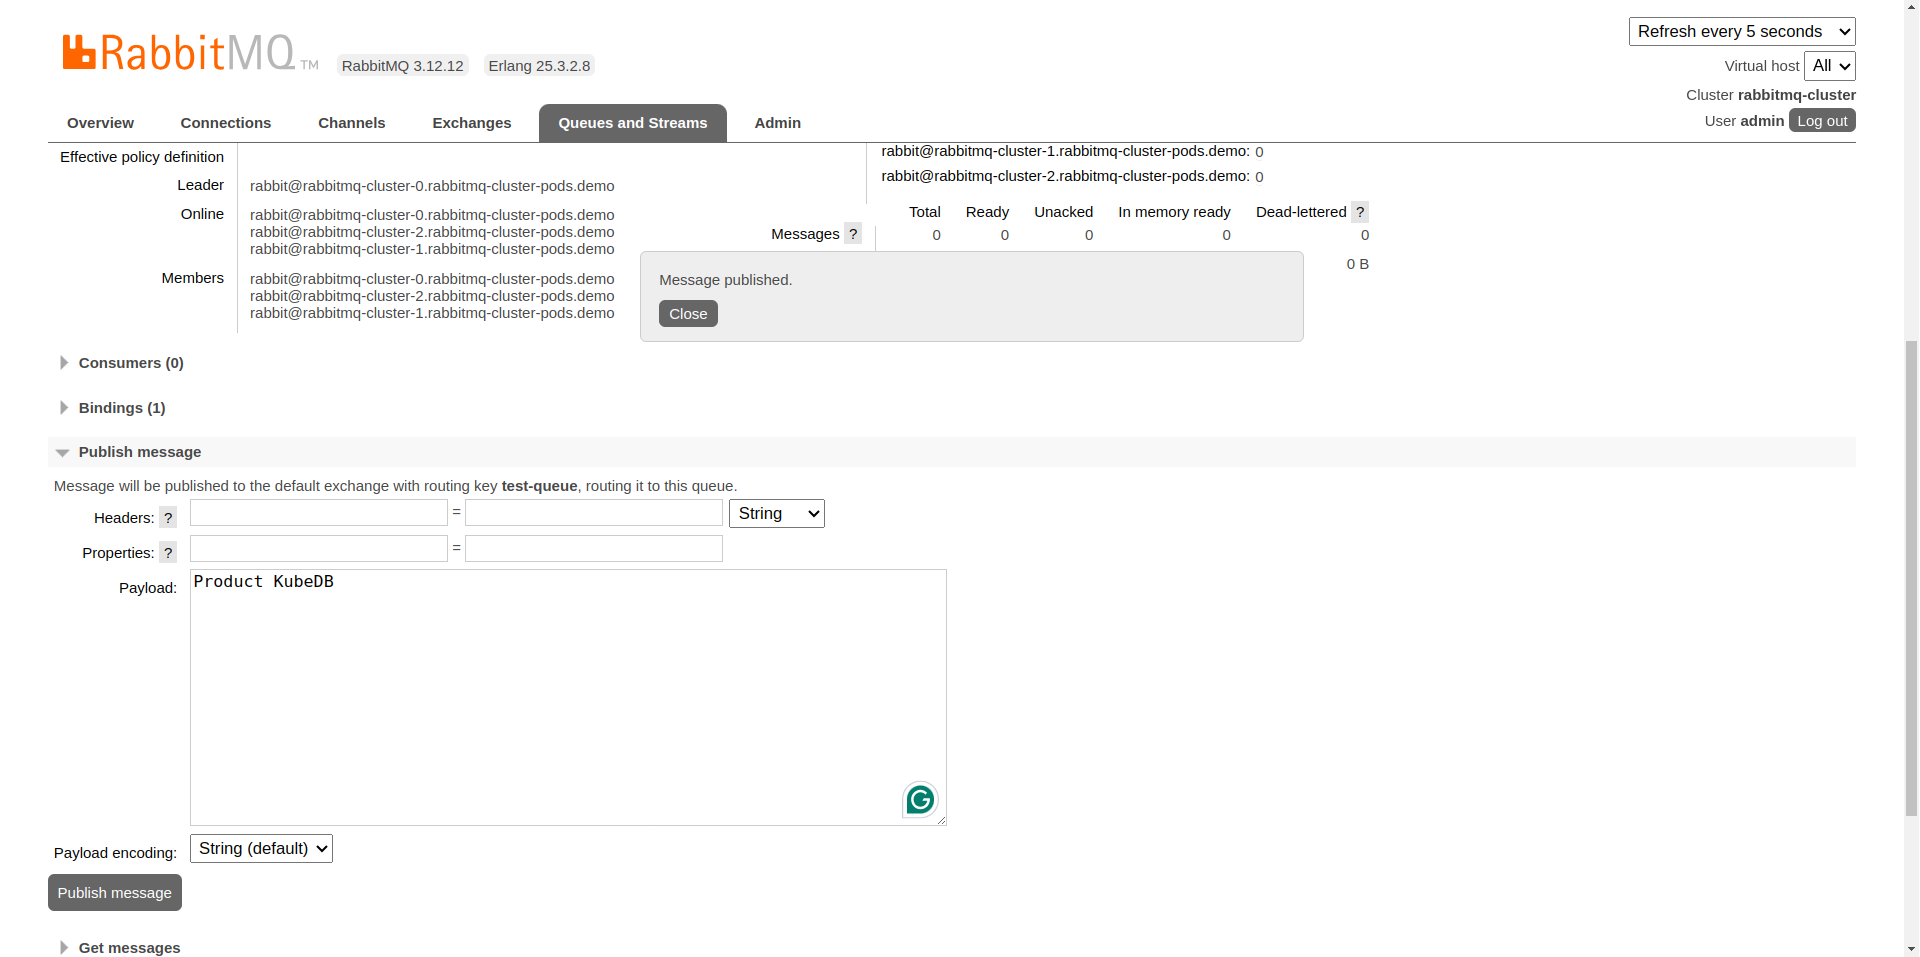 RabbitMQ TM RabbitMQ 3.12.12 Erlang 25.3.2.8
Refresh every 5 seconds
Virtual host All
Cluster rabbitmq-cluster
User admin Log out
Overview Connections Channels Exchanges Queues and Streams Admin
Effective policy definition
Leader rabbit@rabbitmq-cluster-0.rabbitmq-cluster-pods.demo
Online rabbit@rabbitmq-cluster-0.rabbitmq-cluster-pods.demo
rabbit@rabbitmq-cluster-2.rabbitmq-cluster-pods.demo
rabbit@rabbitmq-cluster-1.rabbitmq-cluster-pods.demo
Members rabbit@rabbitmq-cluster-0.rabbitmq-cluster-pods.demo
rabbit@rabbitmq-cluster-2.rabbitmq-cluster-pods.demo
rabbit@rabbitmq-cluster-1.rabbitmq-cluster-pods.demo
rabbit@rabbitmq-cluster-1.rabbitmq-cluster-pods.demo: 0
rabbit@rabbitmq-cluster-2.rabbitmq-cluster-pods.demo: 0
Total Ready Unacked In memory ready Dead-lettered ?
Messages ? 0 0 0 0 0
0 B
Message published.
Close
Consumers (0)
Bindings (1)
Publish message
Message will be published to the default exchange with routing key test-queue, routing it to this queue.
Headers: ? = String
Properties: ? =
Payload: Product KubeDB
Payload encoding: String (default)
Publish message
Get messages